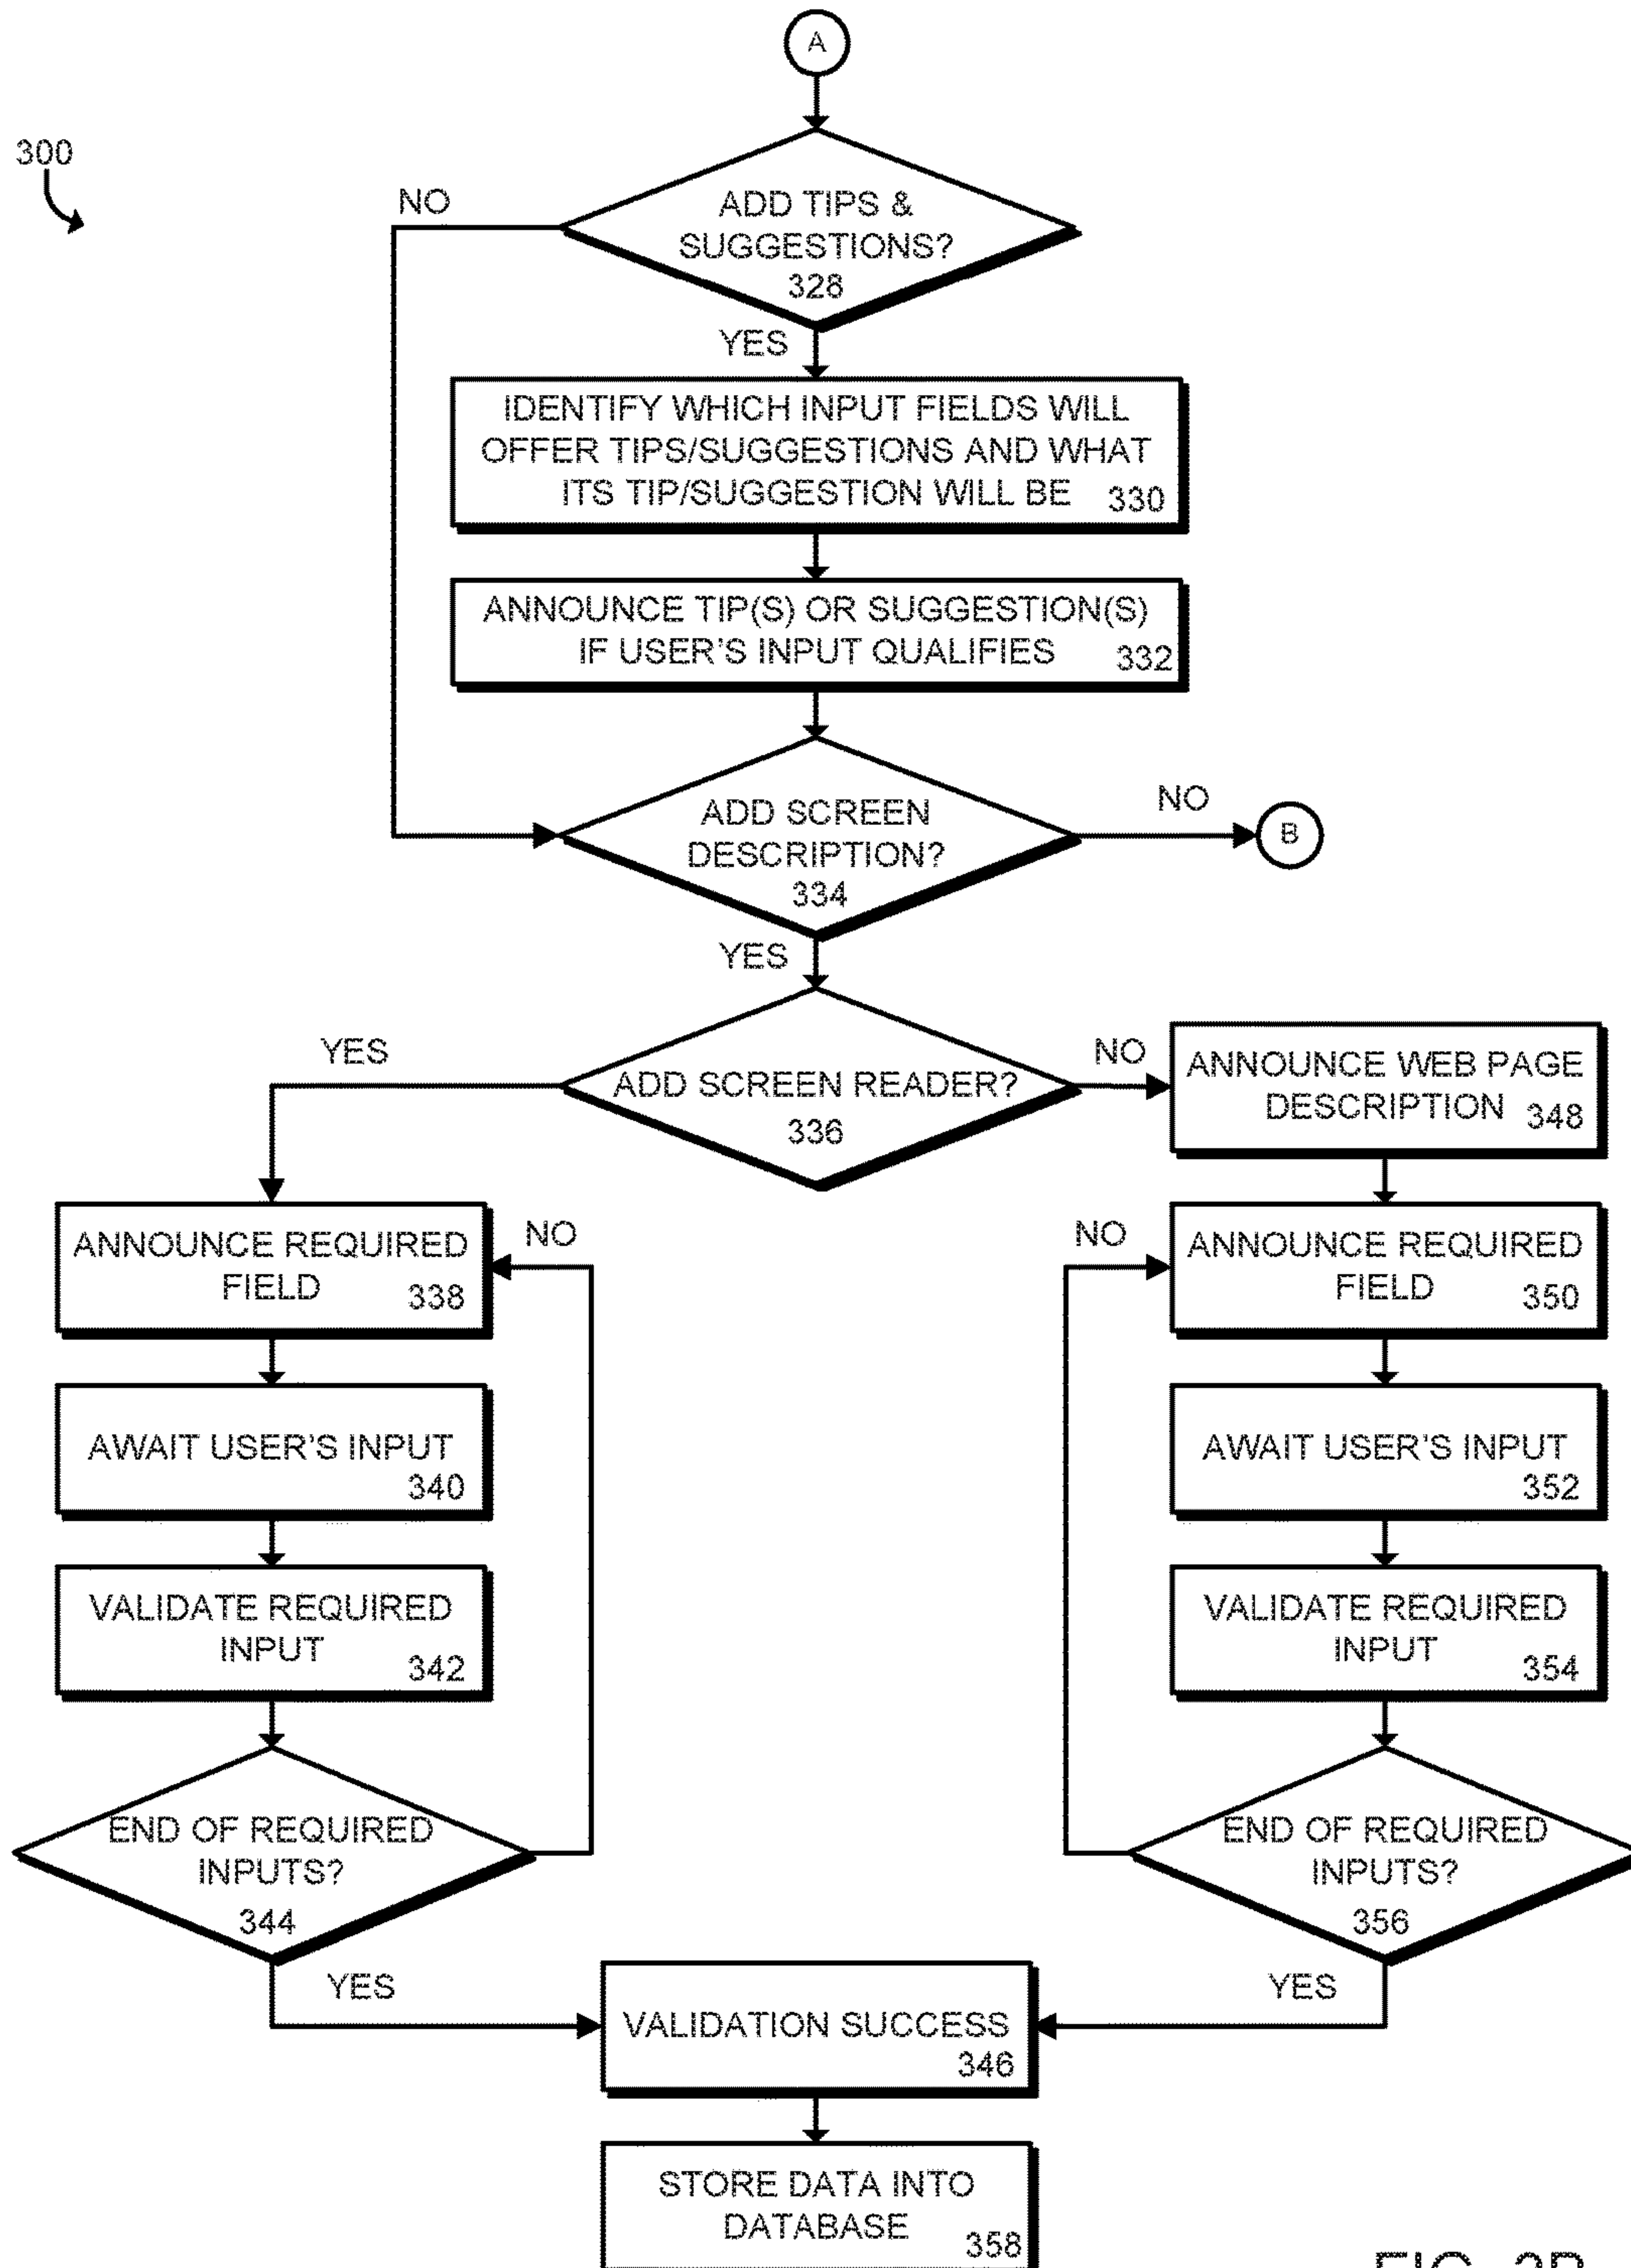 A
300
NO
ADD TIPS &
SUGGESTIONS?
328
YES
IDENTIFY WHICH INPUT FIELDS WILL
OFFER TIPS/SUGGESTIONS AND WHAT
ITS TIP/SUGGESTION WILL BE 330
ANNOUNCE TIP(S) OR SUGGESTION(S)
IF USER'S INPUT QUALIFIES 332
ADD SCREEN
DESCRIPTION?
334
NO
B
YES
ADD SCREEN READER?
336
YES
NO
ANNOUNCE WEB PAGE
DESCRIPTION 348
ANNOUNCE REQUIRED
FIELD 338
NO
AWAIT USER'S INPUT
340
VALIDATE REQUIRED
INPUT 342
END OF REQUIRED
INPUTS?
344
YES
NO
ANNOUNCE REQUIRED
FIELD 350
AWAIT USER'S INPUT
352
VALIDATE REQUIRED
INPUT 354
END OF REQUIRED
INPUTS?
356
YES
VALIDATION SUCCESS
346
STORE DATA INTO
DATABASE 358